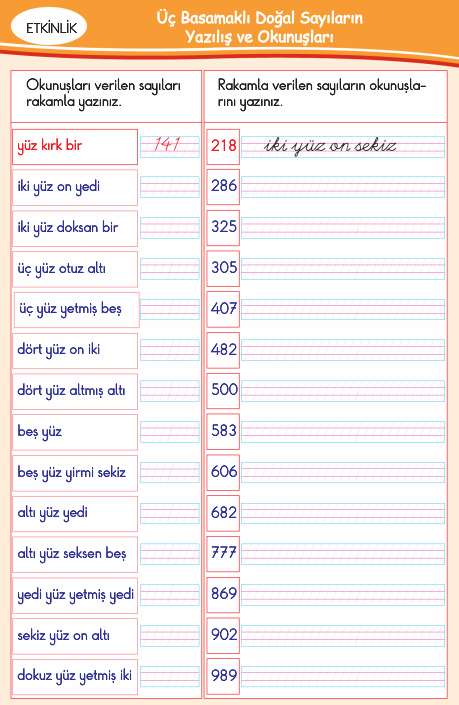 ETKİNLİK
Üç Basamaklı Doğal Sayıların
Yazılış ve Okunuşları
Okunuşları verilen sayıları
rakamla yazınız.
Rakamla verilen sayıların okunuşla-
rını yazınız.
yüz kırk bir 141 218 iki yüz on sekiz
iki yüz on yedi 286
iki yüz doksan bir 325
üç yüz otuz altı 305
üç yüz yetmiş beş 407
dört yüz on iki 482
dört yüz altmış altı 500
beş yüz 583
beş yüz yirmi sekiz 606
altı yüz yedi 682
altı yüz seksen beş 777
yedi yüz yetmiş yedi 869
sekiz yüz on altı 902
dokuz yüz yetmiş iki 989